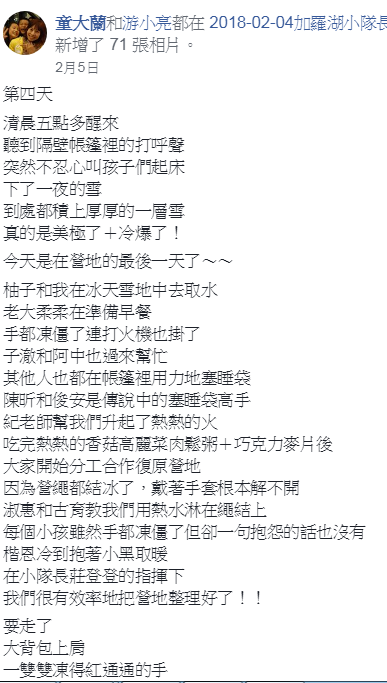 童大蘭和游小亮都在 2018-02-04加羅湖小隊長
新增了 71 張相片。
2月5日
第四天
清晨五點多醒來
聽到隔壁帳篷裡的打呼聲
突然不忍心叫孩子們起床
下了一夜的雪
到處都積上厚厚的一層雪
真的是美極了＋冷爆了！
今天是在營地的最後一天了～～
柚子和我在冰天雪地中去取水
老大柔柔在準備早餐
手都凍僵了連打火機也掛了
子澈和阿中也過來幫忙
其他人也都在帳篷裡用力地塞睡袋
陳昕和俊安是傳說中的塞睡袋高手
紀老師幫我們升起了熱熱的火
吃完熱熱的香菇高麗菜肉鬆粥＋巧克力麥片後
大家開始分工合作復原營地
因為營繩都結冰了，戴著手套根本解不開
淑惠和古育教我們用熱水淋在繩結上
每個小孩雖然手都凍僵了但卻一句抱怨的話也沒有
楷恩冷到抱著小黑取暖
在小隊長莊登登的指揮下
我們很有效率地把營地整理好了！！
要走了
大背包上肩
一雙雙凍得紅通通的手